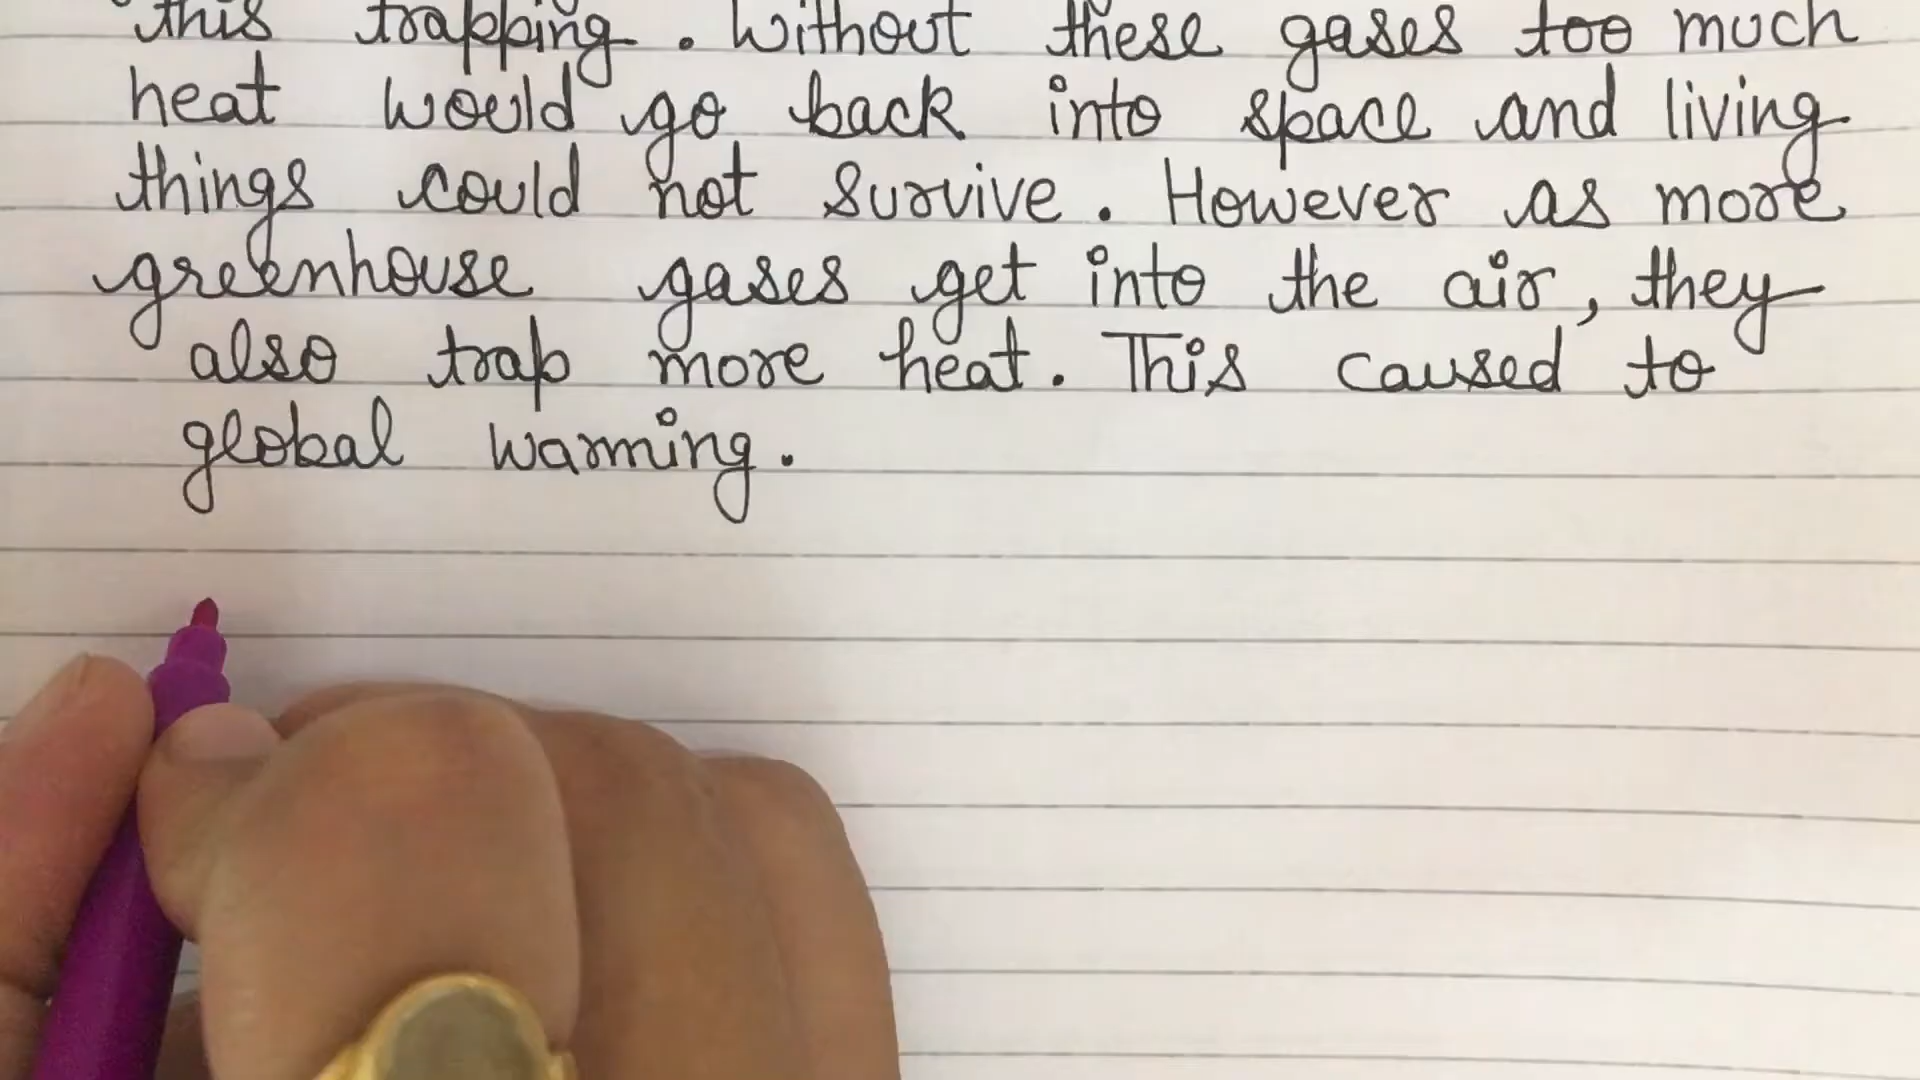 this trapping. Without these gases too much
heat would go back into space and living
things could not survive. However as more
greenhouse gases get into the air, they
also trap more heat. This caused to
global warming.